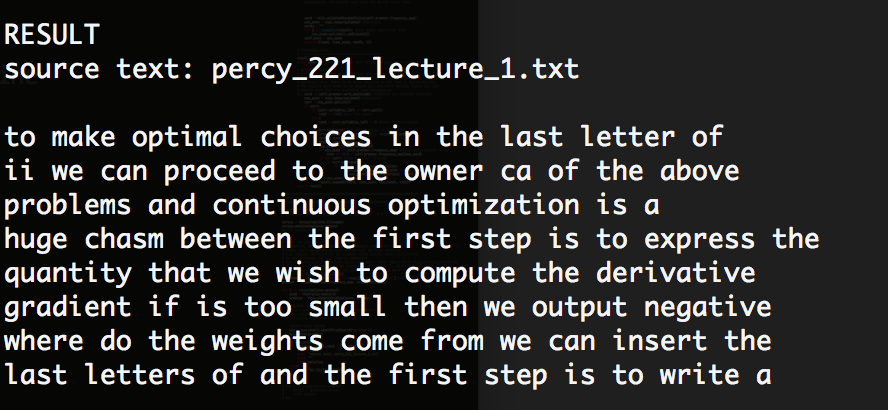 RESULT
source text: percy_221_lecture_1.txt
to make optimal choices in the last letter of
ii we can proceed to the owner ca of the above
problems and continuous optimization is a
huge chasm between the first step is to express the
quantity that we wish to compute the derivative
gradient if is too small then we output negative
where do the weights come from we can insert the
last letters of and the first step is to write a